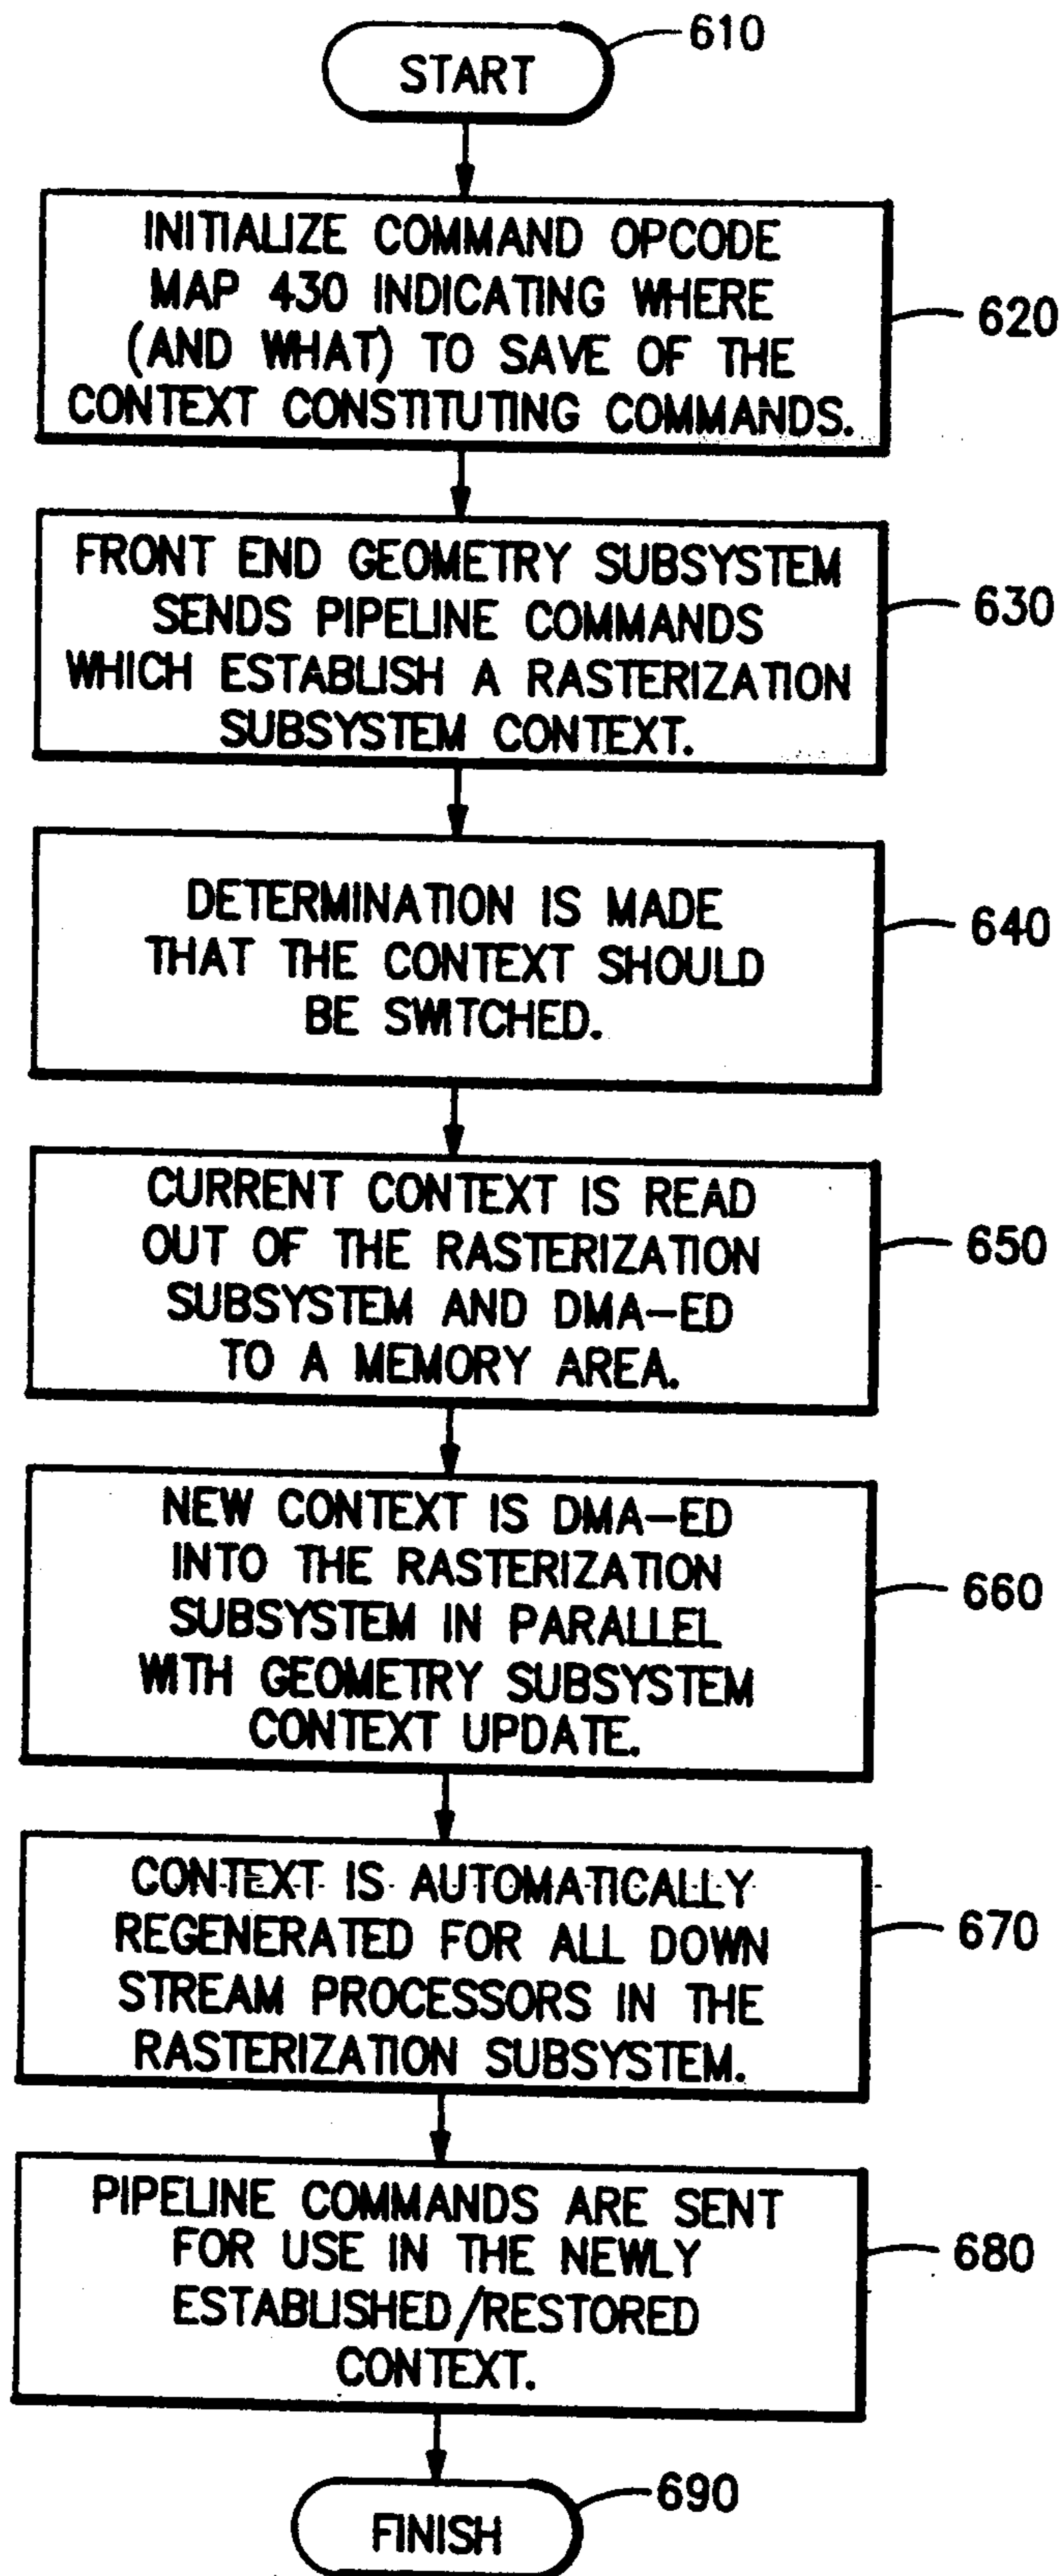 START
610
INITIALIZE COMMAND OPCODE
MAP 430 INDICATING WHERE
(AND WHAT) TO SAVE OF THE
CONTEXT CONSTITUTING COMMANDS.
620
FRONT END GEOMETRY SUBSYSTEM
SENDS PIPELINE COMMANDS
WHICH ESTABLISH A RASTERIZATION
SUBSYSTEM CONTEXT.
630
DETERMINATION IS MADE
THAT THE CONTEXT SHOULD
BE SWITCHED.
640
CURRENT CONTEXT IS READ
OUT OF THE RASTERIZATION
SUBSYSTEM AND DMA-ED
TO A MEMORY AREA.
650
NEW CONTEXT IS DMA-ED
INTO THE RASTERIZATION
SUBSYSTEM IN PARALLEL
WITH GEOMETRY SUBSYSTEM
CONTEXT UPDATE.
660
CONTEXT IS AUTOMATICALLY
REGENERATED FOR ALL DOWN
STREAM PROCESSORS IN THE
RASTERIZATION SUBSYSTEM.
670
PIPELINE COMMANDS ARE SENT
FOR USE IN THE NEWLY
ESTABLISHED/RESTORED
CONTEXT.
680
FINISH
690